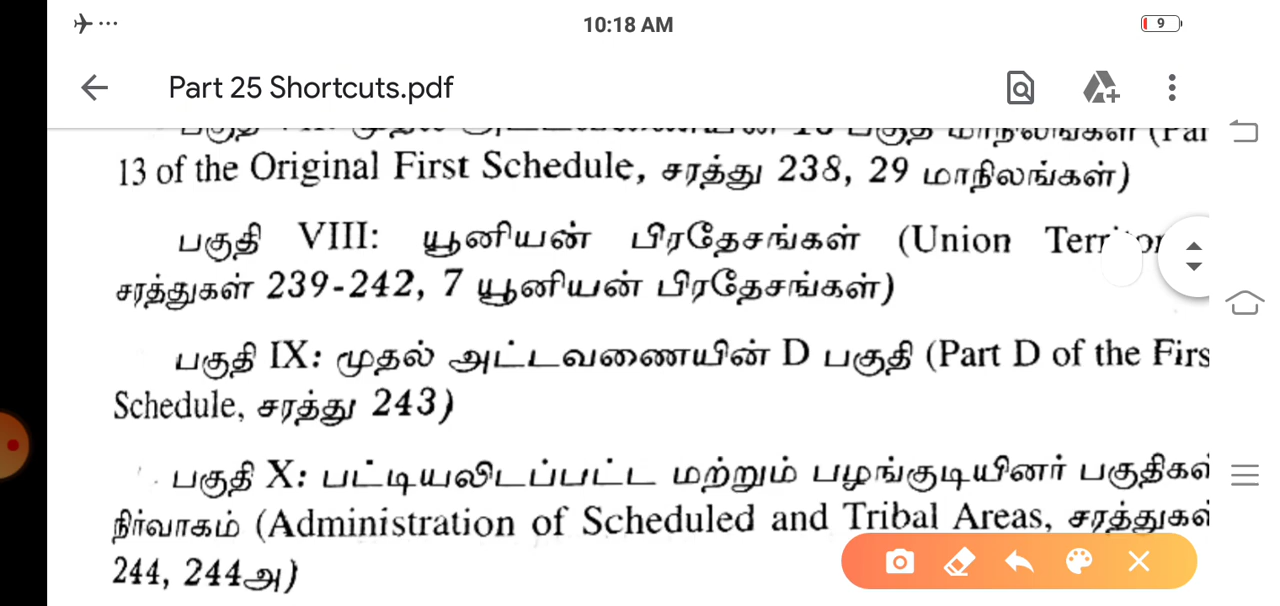 10:18 AM
9
Part 25 Shortcuts.pdf
13 of the Original First Schedule, சரத்து 238, 29 மாநிலங்கள்)
பகுதி VIII: யூனியன் பிரதேசங்கள் (Union
சரத்துகள் 239-242, 7 யூனியன் பிரதேசங்கள்)
பகுதி IX: முதல் அட்டவணையின் D பகுதி (Part D of the Firs
Schedule, சரத்து 243)
பகுதி X: பட்டியலிடப்பட்ட மற்றும் பழங்குடியினர்
நிர்வாகம் (Administration of Scheduled and Tribal Areas,
244, 244அ)